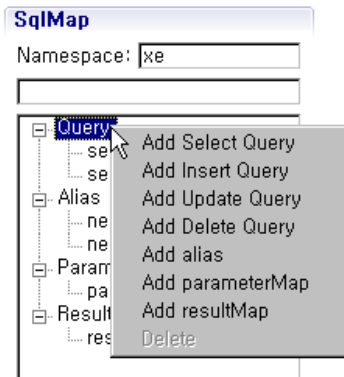 SqlMap
Namespace: xe
Query
Add Select Query
Add Insert Query
Add Update Query
Add Delete Query
Add alias
Add parameterMap
Add resultMap
Delete
se
se
Alias
ne
ne
Param
pa
Result
res